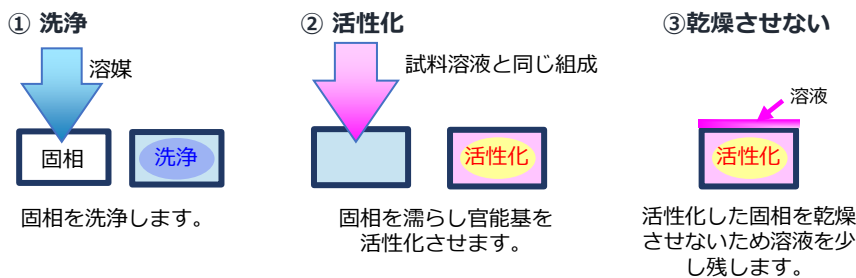 ① 洗浄
溶媒
固相
洗浄
固相を洗浄します。
② 活性化
試料溶液と同じ組成
活性化
固相を濡らし官能基を
活性化させます。
③乾燥させない
溶液
活性化
活性化した固相を乾燥
させないため溶液を少
し残します。